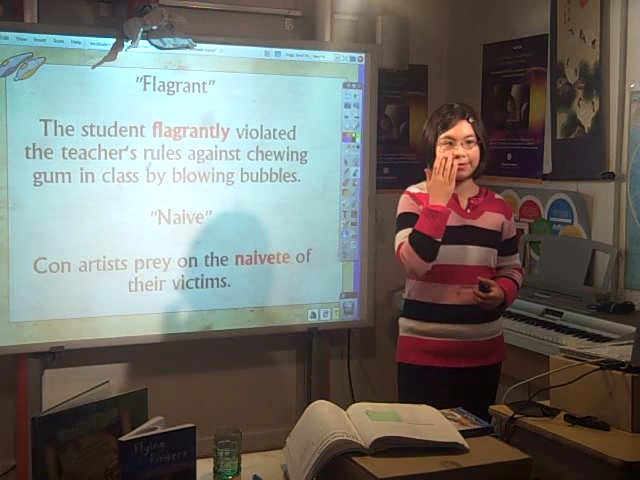 "Flagrant"
The student flagrantly violated
the teacher's rules against chewing
gum in class by blowing bubbles.
"Naive"
Con artists prey on the naivete of
their victims.
Flying
Fingers